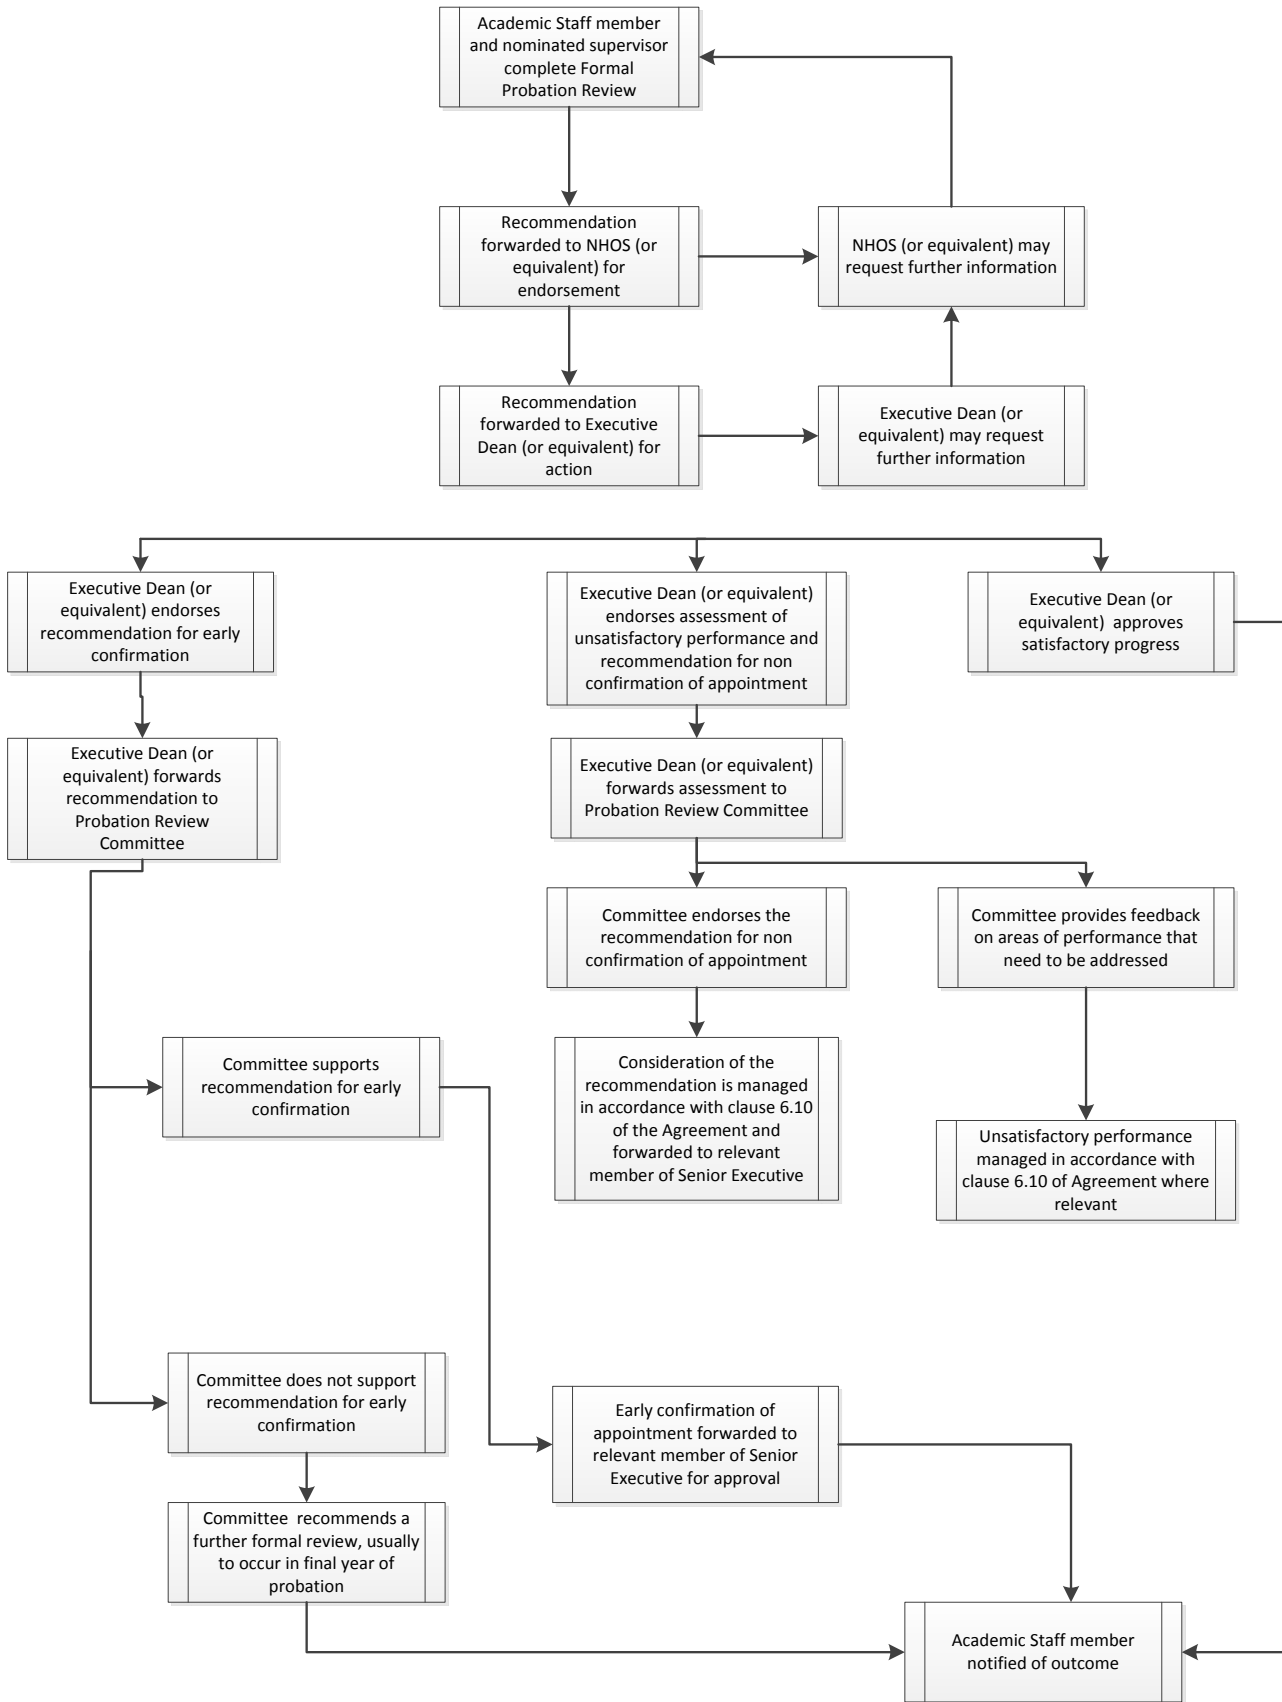 Academic Staff member
and nominated supervisor
complete Formal
Probation Review
Recommendation
forwarded to NHOS (or
equivalent) for
endorsement
NHOS (or equivalent) may
request further information
Recommendation
forwarded to Executive
Dean (or equivalent) for
action
Executive Dean (or
equivalent) may request
further information
Executive Dean (or
equivalent) endorses
recommendation for early
confirmation
Executive Dean (or equivalent)
endorses assessment of
unsatisfactory performance and
recommendation for non
confirmation of appointment
Executive Dean (or
equivalent)  approves
satisfactory progress
Executive Dean (or
equivalent) forwards
recommendation to
Probation Review
Committee
Executive Dean (or equivalent)
forwards assessment to
Probation Review Committee
Committee endorses the
recommendation for non
confirmation of appointment
Committee provides feedback
on areas of performance that
need to be addressed
Committee supports
recommendation for early
confirmation
Consideration of the
recommendation is managed
in accordance with clause 6.10
of the Agreement and
forwarded to relevant
member of Senior Executive
Unsatisfactory performance
managed in accordance with
clause 6.10 of Agreement where
relevant
Committee does not support
recommendation for early
confirmation
Early confirmation of
appointment forwarded to
relevant member of Senior
Executive for approval
Committee  recommends a
further formal review, usually
to occur in final year of
probation
Academic Staff member
notified of outcome